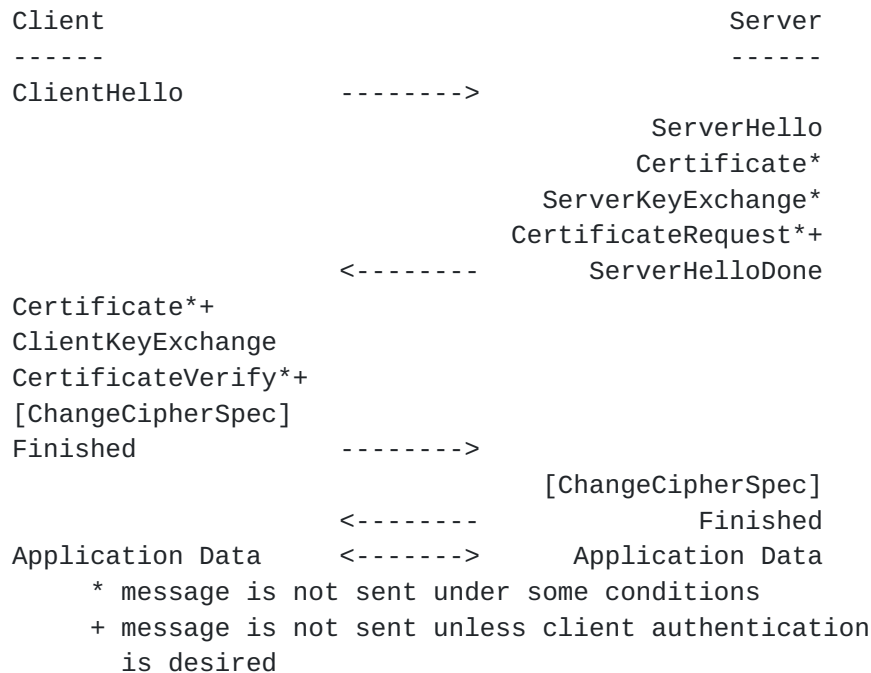 Client                                        Server
------                                        ------
ClientHello          -------->
                                         ServerHello
                                        Certificate*
                                  ServerKeyExchange*
                                CertificateRequest*+
                     <--------       ServerHelloDone
Certificate*+
ClientKeyExchange
CertificateVerify*+
[ChangeCipherSpec]
Finished             -------->
                                  [ChangeCipherSpec]
                     <--------              Finished
Application Data     <------->      Application Data
     * message is not sent under some conditions
     + message is not sent unless client authentication
       is desired